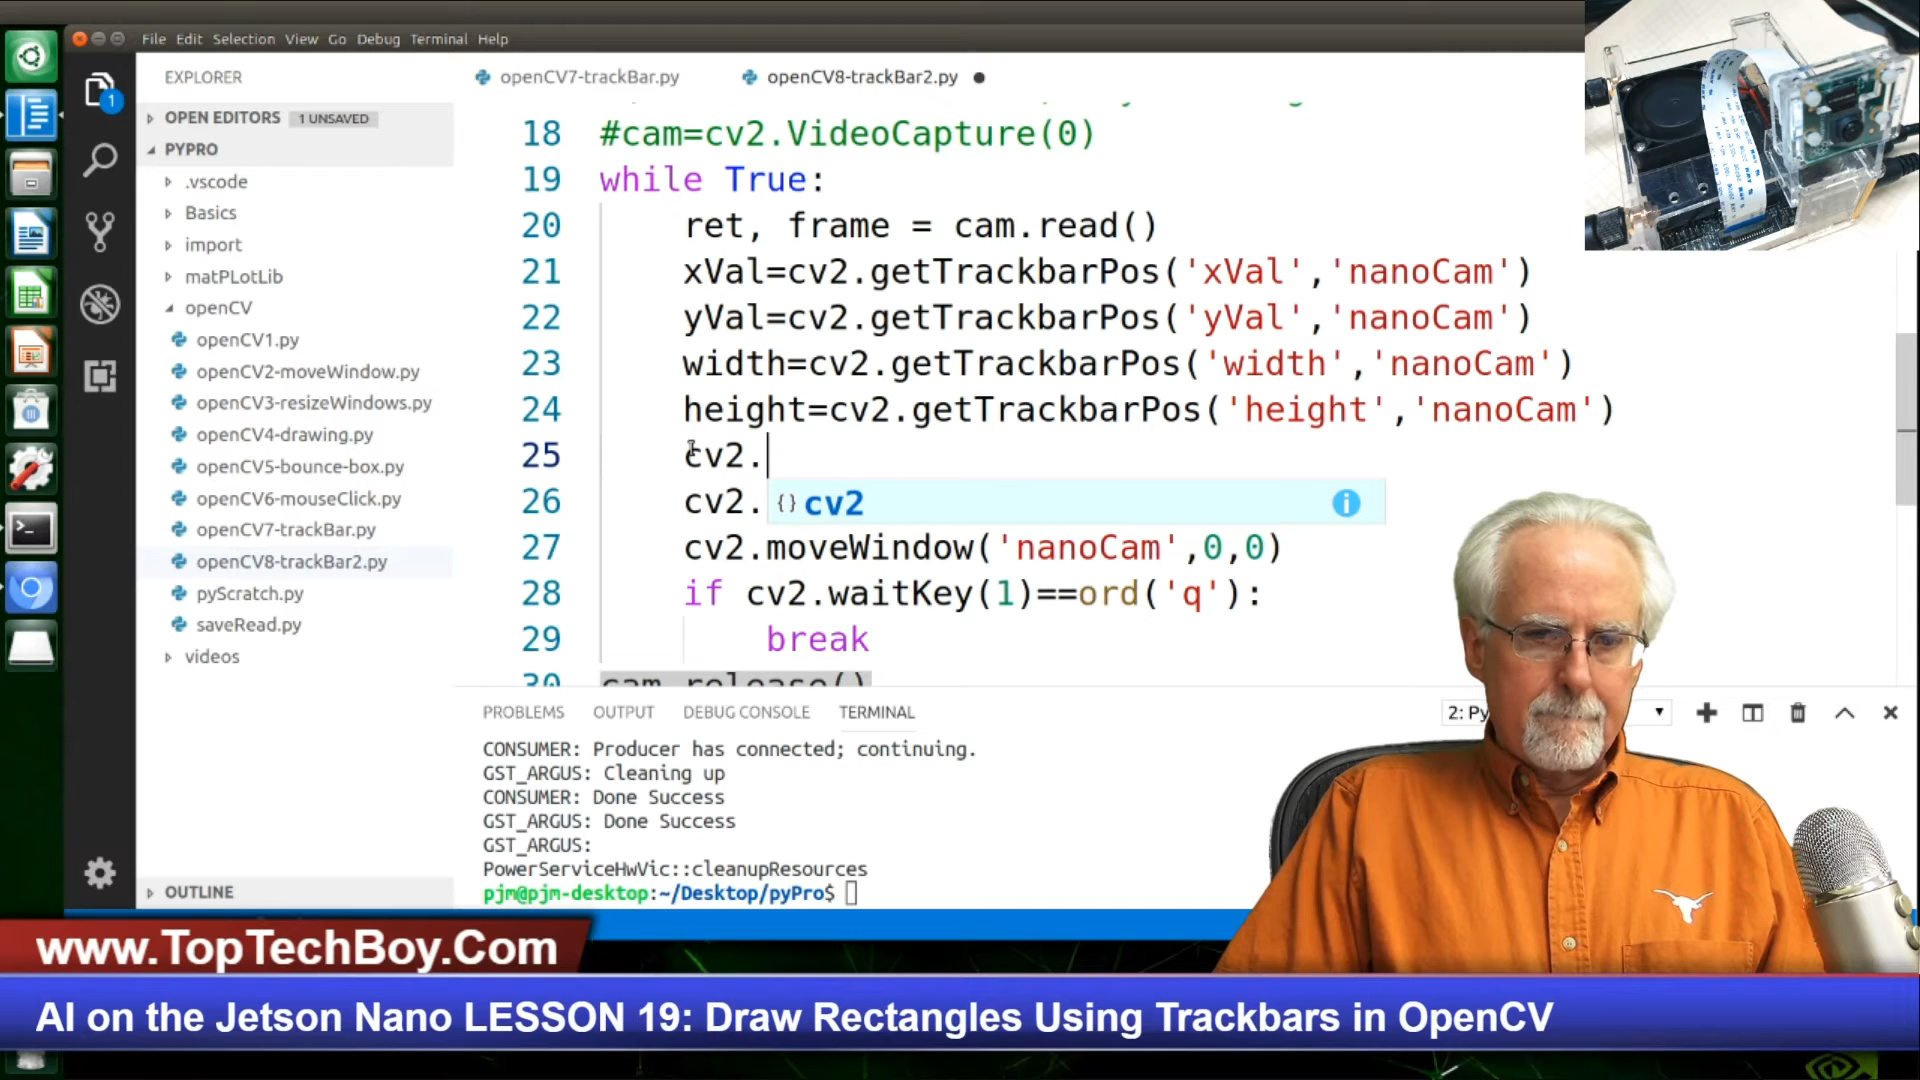 File Edit Selection View Go Debug Terminal Help
EXPLORER
openCV7-trackBar.py
openCV8-trackBar2.py
1
OPEN EDITORS 1 UNSAVED
PYPRO
.vscode
Basics
import
matPLotLib
openCV
openCV1.py
openCV2-moveWindow.py
openCV3-resizeWindows.py
openCV4-drawing.py
openCV5-bounce-box.py
openCV6-mouseClick.py
openCV7-trackBar.py
openCV8-trackBar2.py
pyScratch.py
saveRead.py
videos
OUTLINE
18 #cam=cv2.VideoCapture(0)
19 while True:
20 ret, frame = cam.read()
21 xVal=cv2.getTrackbarPos('xVal','nanoCam')
22 yVal=cv2.getTrackbarPos('yVal','nanoCam')
23 width=cv2.getTrackbarPos('width','nanoCam')
24 height=cv2.getTrackbarPos('height','nanoCam')
25 cv2.
26 cv2. {} cv2
27 cv2.moveWindow('nanoCam',0,0)
28 if cv2.waitKey(1)==ord('q'):
29 break
30 cam.release()
PROBLEMS OUTPUT DEBUG CONSOLE TERMINAL
2: Py
CONSUMER: Producer has connected; continuing.
GST_ARGUS: Cleaning up
CONSUMER: Done Success
GST_ARGUS: Done Success
GST_ARGUS:
PowerServiceHwVic::cleanupResources
pjm@pjm-desktop:~/Desktop/pyPro$
www.TopTechBoy.Com
AI on the Jetson Nano LESSON 19: Draw Rectangles Using Trackbars in OpenCV